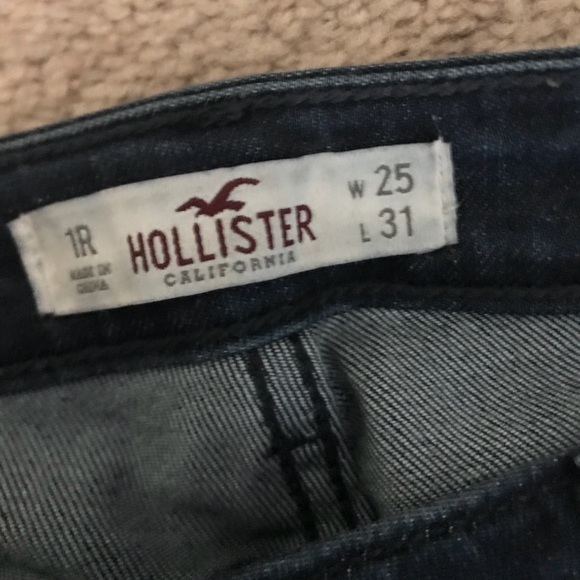 1R
MADE IN
CHINA
HOLLISTER
CALIFORNIA
W 25
L 31